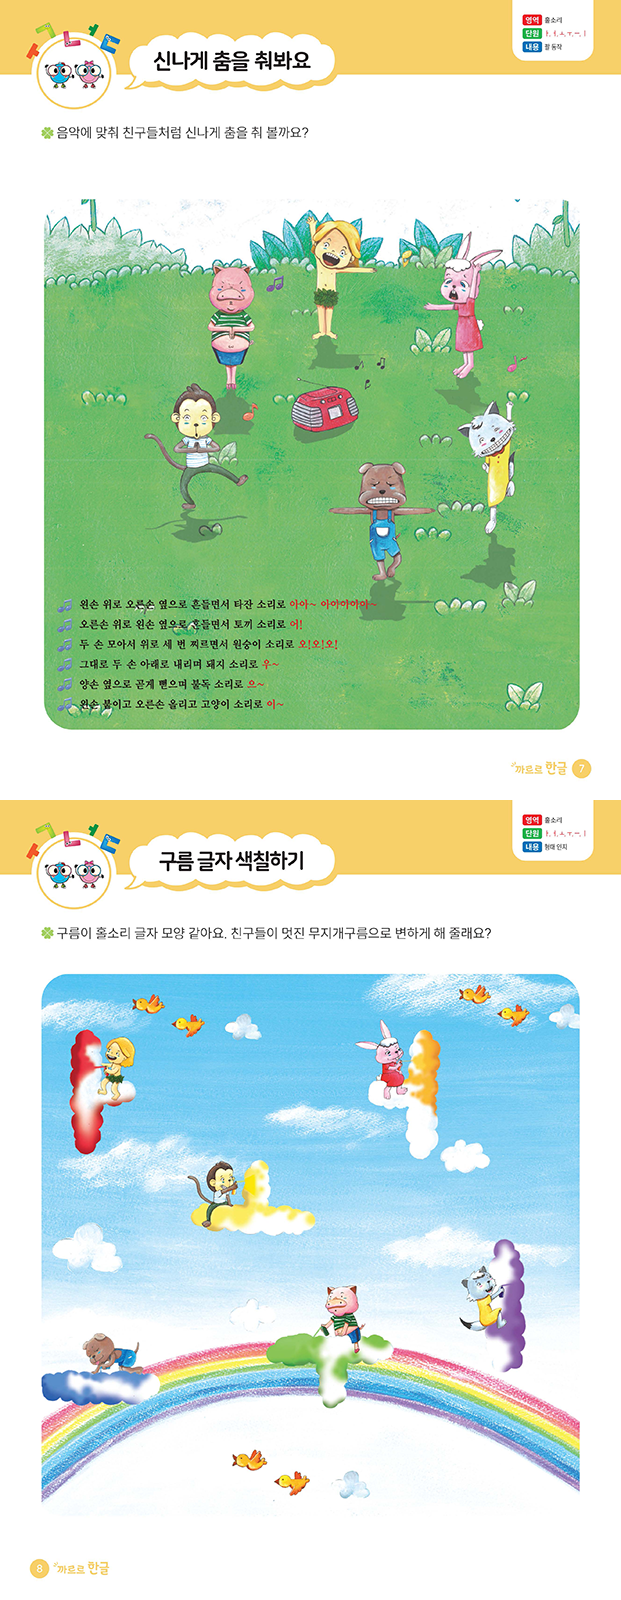 신나게 춤을 춰봐요
영역 홀소리
단원 ㅏ, ㅓ, ㅗ, ㅜ, ㅡ, ㅣ
내용 팔 동작
음악에 맞춰 친구들처럼 신나게 춤을 춰 볼까요?
왼손 위로 오른손 옆으로 흔들면서 타잔 소리로 아아~ 아아아아아~
오른손 위로 왼손 옆으로 흔들면서 토끼 소리로 어!
두 손 모아서 위로 세 번 찌르면서 원숭이 소리로 오!오!오!
그대로 두 손 아래로 내리며 돼지 소리로 우~
양손 옆으로 곧게 뻗으며 불독 소리로 으~
왼손 붙이고 오른손 올리고 고양이 소리로 이~
까르르 한글 7
구름 글자 색칠하기
영역 홀소리
단원 ㅏ, ㅓ, ㅗ, ㅜ, ㅡ, ㅣ
내용 형태 인지
구름이 홀소리 글자 모양 같아요. 친구들이 멋진 무지개구름으로 변하게 해 줄래요?
8 까르르 한글